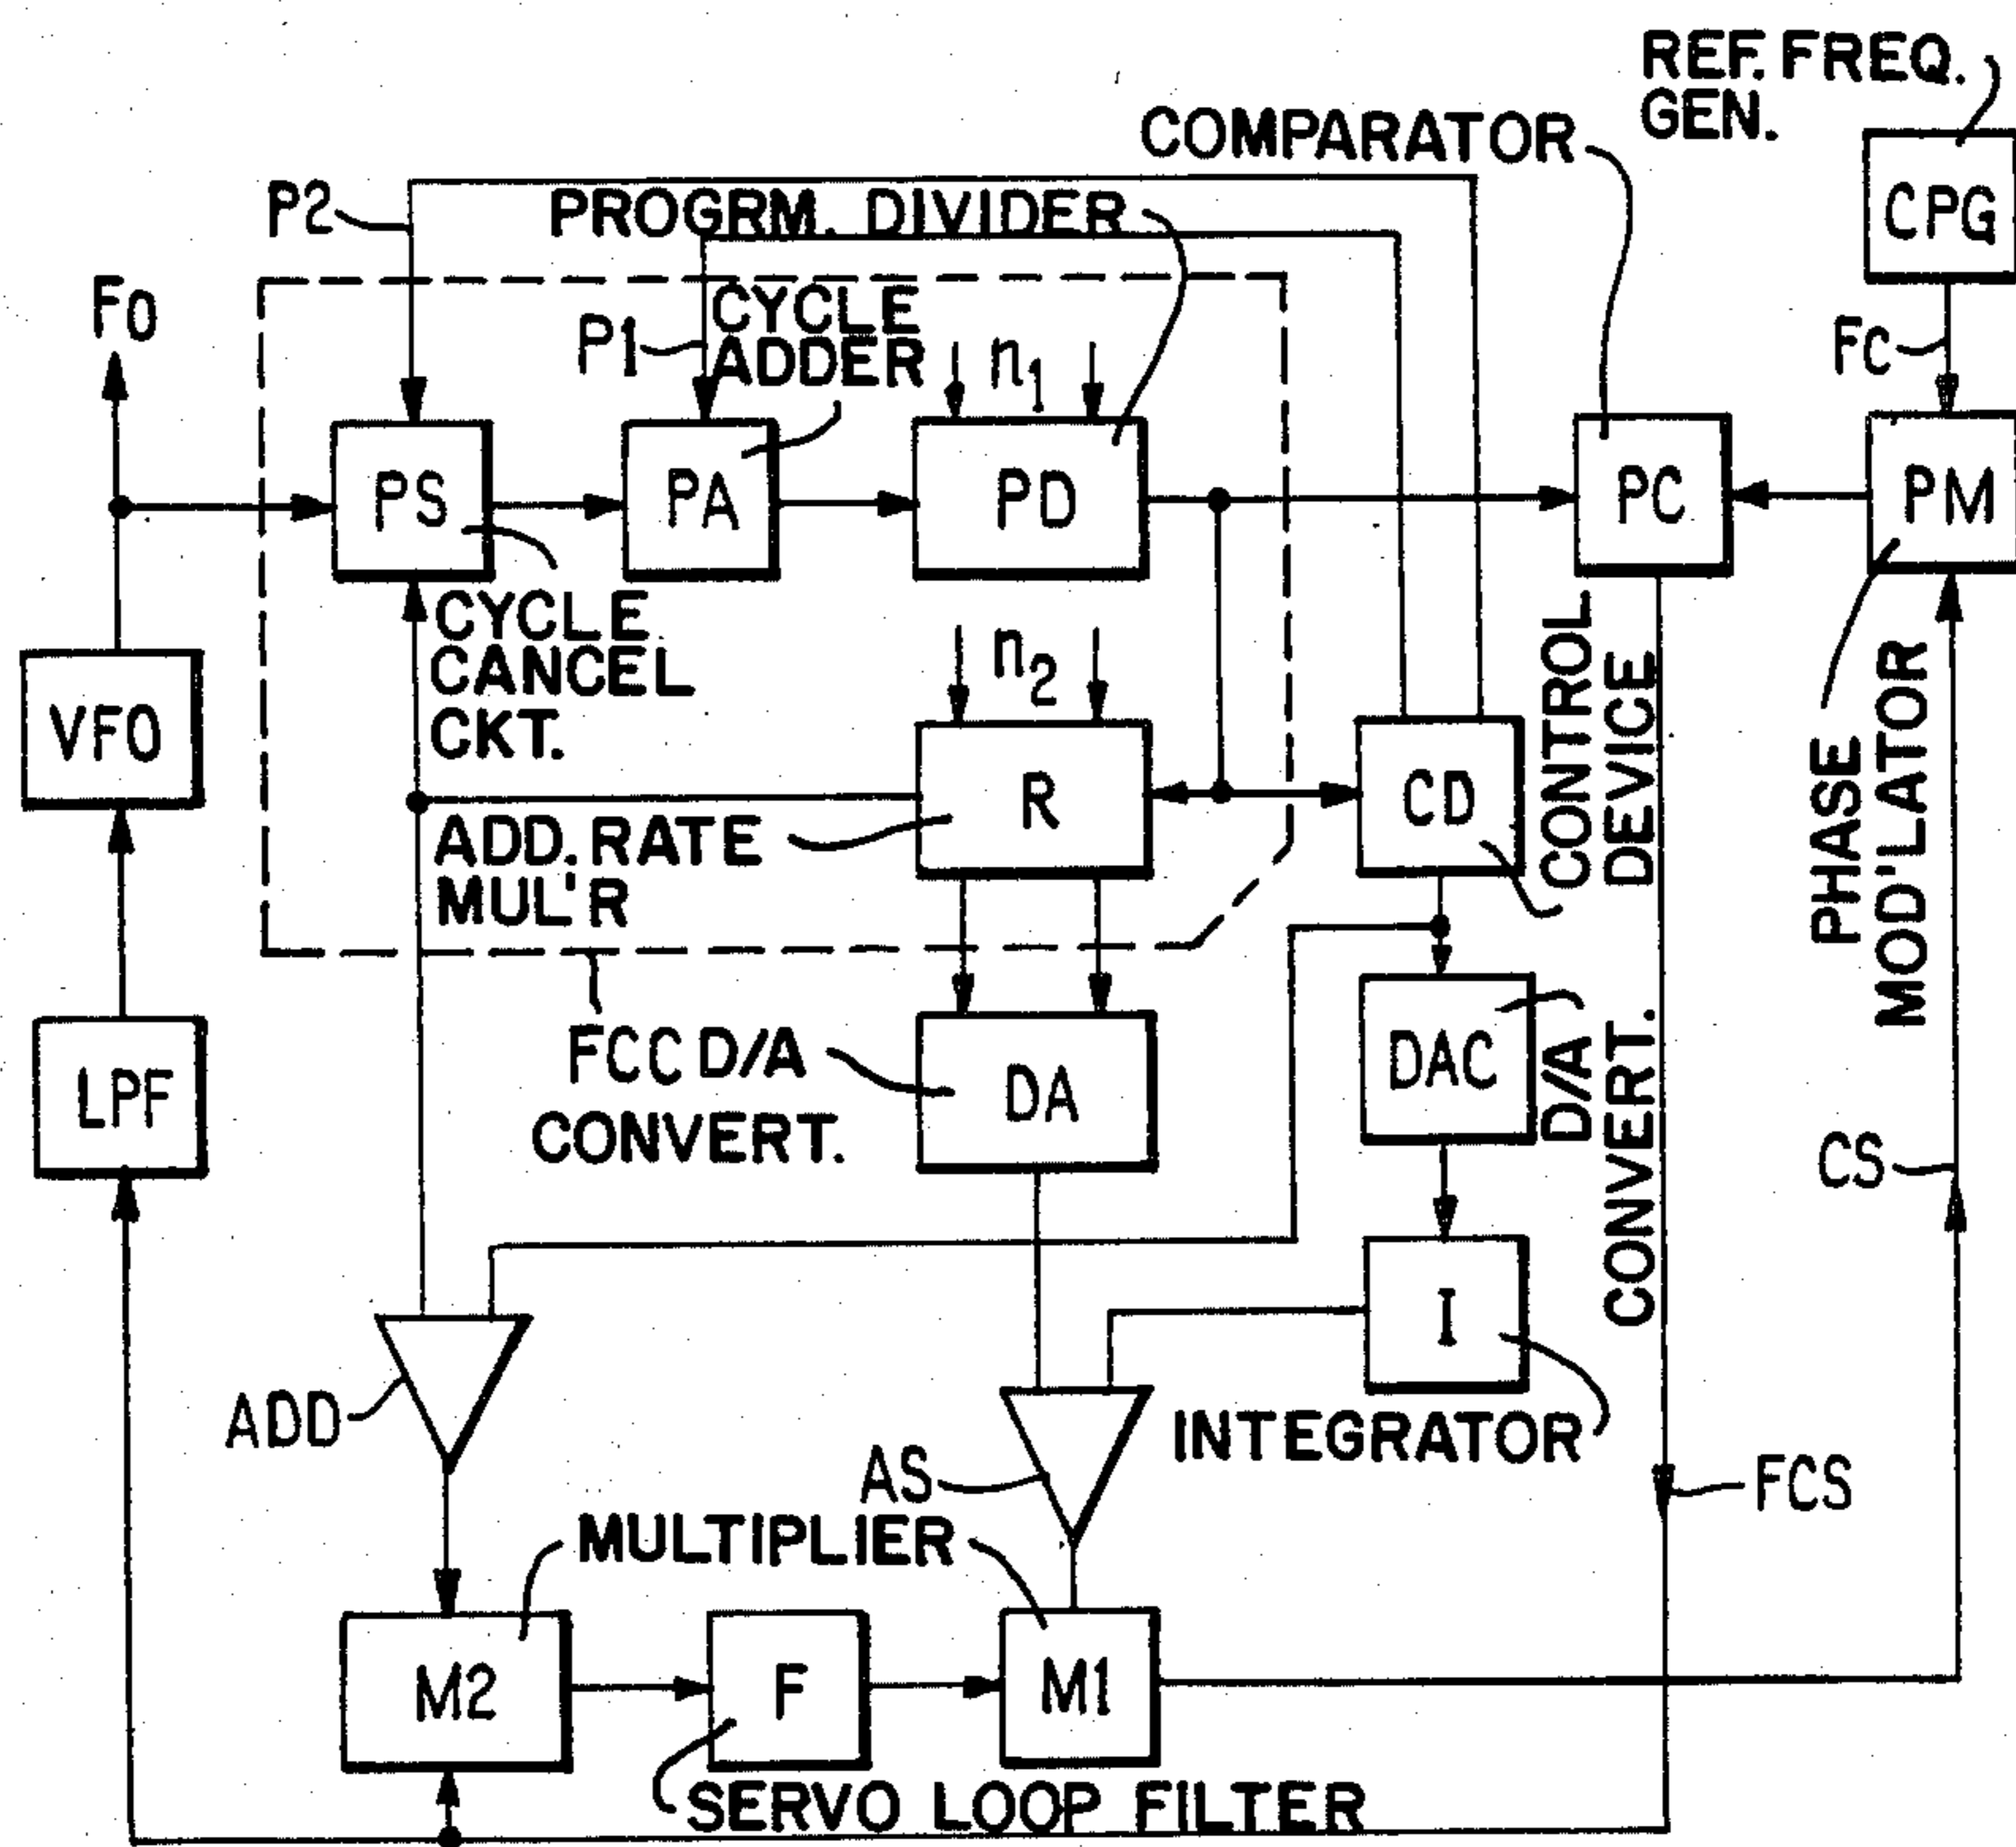 REF. FREQ.
GEN.
COMPARATOR
CPG
P2
PROGRM. DIVIDER
Fo
P1
CYCLE
ADDER
n1
Fc
PS
PA
PD
PC
PM
CYCLE
CANCEL
CKT.
n2
VFO
R
CD
CONTROL
DEVICE
PHASE
MOD'LATOR
ADD. RATE
MUL'R
LPF
FCC D/A
CONVERT.
DA
DAC
D/A
CONVERT.
CS
I
ADD
AS
INTEGRATOR
FCS
MULTIPLIER
M2
F
M1
SERVO LOOP FILTER